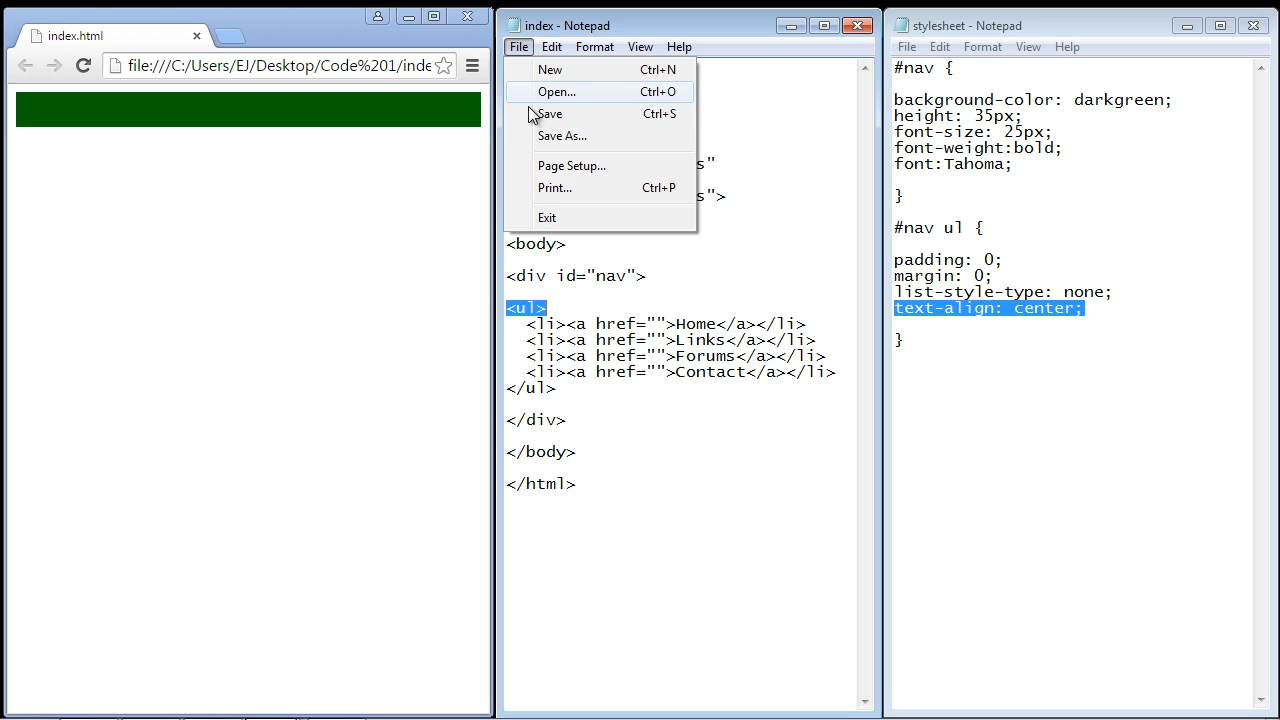 index.html
file:///C:/Users/EJ/Desktop/Code%201/inde
index - Notepad
File Edit Format View Help
New Ctrl+N
Open... Ctrl+O
Save Ctrl+S
Save As...
Page Setup...
Print... Ctrl+P
Exit
s"
s">
<body>
<div id="nav">
<ul>
<li><a href="">Home</a></li>
<li><a href="">Links</a></li>
<li><a href="">Forums</a></li>
<li><a href="">Contact</a></li>
</ul>
</div>
</body>
</html>
stylesheet - Notepad
File Edit Format View Help
#nav {
background-color: darkgreen;
height: 35px;
font-size: 25px;
font-weight:bold;
font:Tahoma;
}
#nav ul {
padding: 0;
margin: 0;
list-style-type: none;
text-align: center;
}